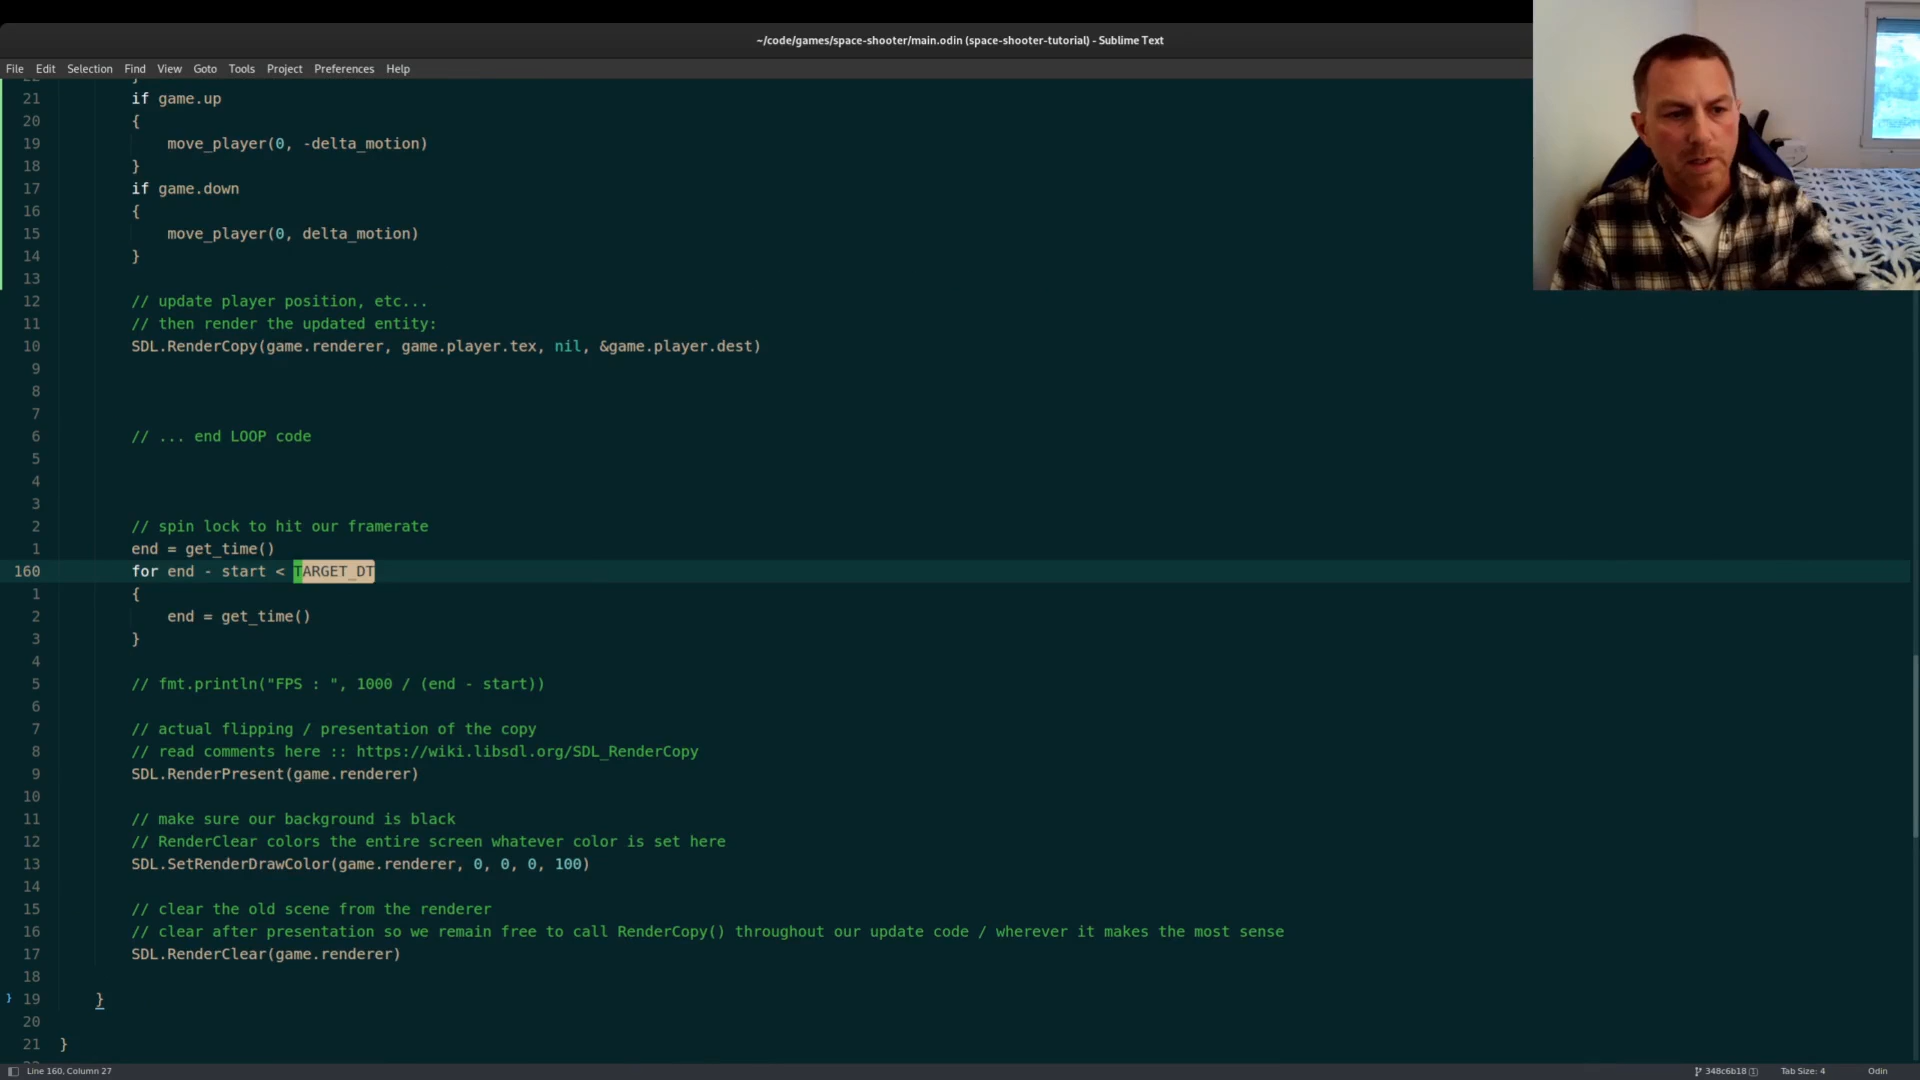 ~/code/games/space-shooter/main.odin (space-shooter-tutorial) - Sublime Text
File Edit Selection Find View Goto Tools Project Preferences Help
21 if game.up
20 {
19 move_player(0, -delta_motion)
18 }
17 if game.down
16 {
15 move_player(0, delta_motion)
14 }
13
12 // update player position, etc...
11 // then render the updated entity:
10 SDL.RenderCopy(game.renderer, game.player.tex, nil, &game.player.dest)
9
8
7
6 // ... end LOOP code
5
4
3
2 // spin lock to hit our framerate
1 end = get_time()
160 for end - start < TARGET_DT
1 {
2 end = get_time()
3 }
4
5 // fmt.println("FPS : ", 1000 / (end - start))
6
7 // actual flipping / presentation of the copy
8 // read comments here :: https://wiki.libsdl.org/SDL_RenderCopy
9 SDL.RenderPresent(game.renderer)
10
11 // make sure our background is black
12 // RenderClear colors the entire screen whatever color is set here
13 SDL.SetRenderDrawColor(game.renderer, 0, 0, 0, 100)
14
15 // clear the old scene from the renderer
16 // clear after presentation so we remain free to call RenderCopy() throughout our update code / wherever it makes the most sense
17 SDL.RenderClear(game.renderer)
18
} 19 }
20
21 }
Line 160, Column 27 348c6b18 1 Tab Size: 4 Odin